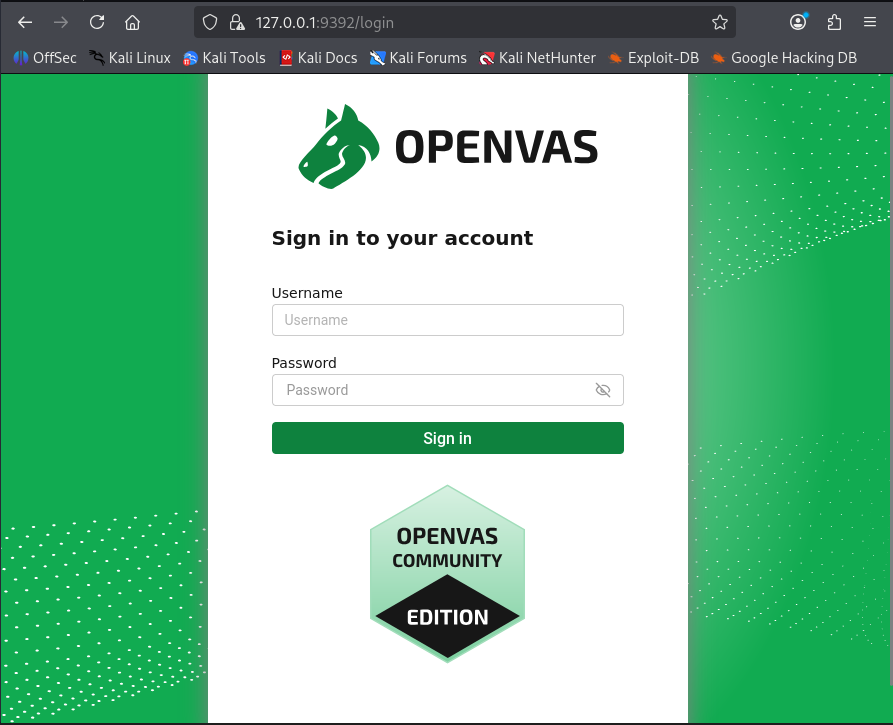 127.0.0.1:9392/login
OffSec Kali Linux Kali Tools Kali Docs Kali Forums Kali NetHunter Exploit-DB Google Hacking DB
OPENVAS
Sign in to your account
Username
Username
Password
Password
Sign in
OPENVAS
COMMUNITY
EDITION